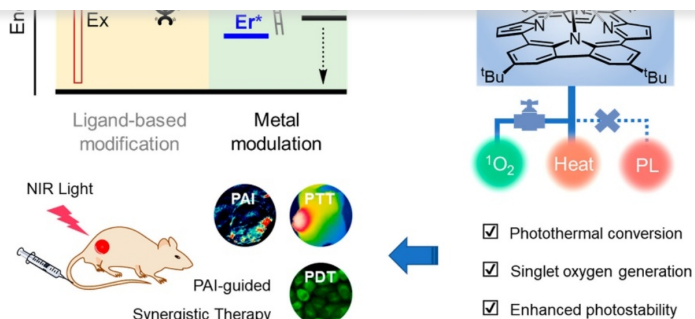 Ex
Er*
Ligand-based
modification
Metal
modulation
N
N
N
ᵗBu
ᵗBu
¹O₂
Heat
PL
NIR Light
PAI
PTT
PDT
PAI-guided
Synergistic Therapy
Photothermal conversion
Singlet oxygen generation
Enhanced photostability